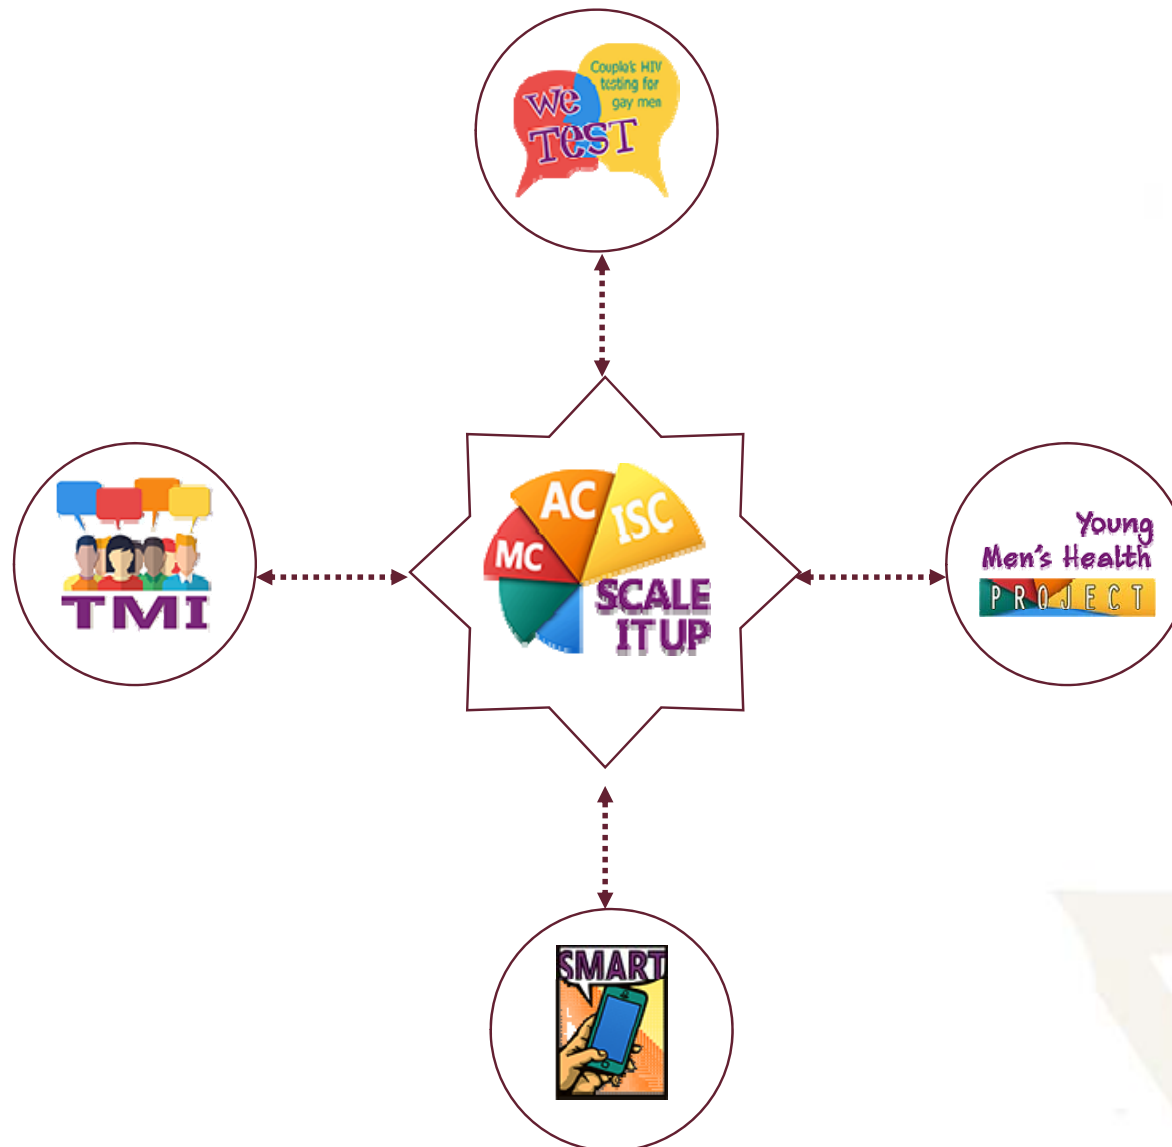 Couple's HIV
testing for
gay men
We
TEST
TMI
MC
AC
ISC
SCALE
IT UP
Young
Men's Health
PROJECT
SMART